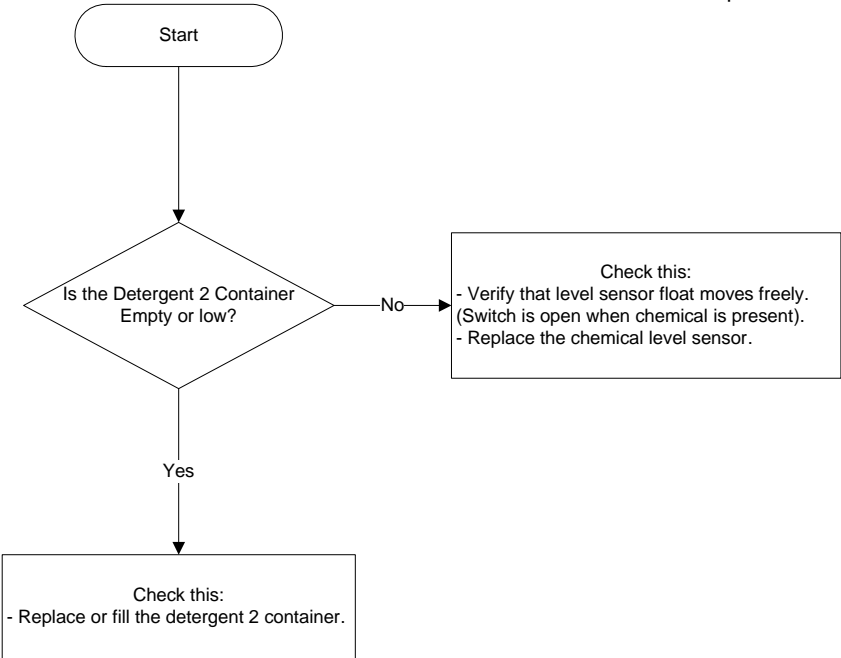 Start
Is the Detergent 2 Container
Empty or low?
No
Check this:
- Verify that level sensor float moves freely.
(Switch is open when chemical is present).
- Replace the chemical level sensor.
Yes
Check this:
- Replace or fill the detergent 2 container.